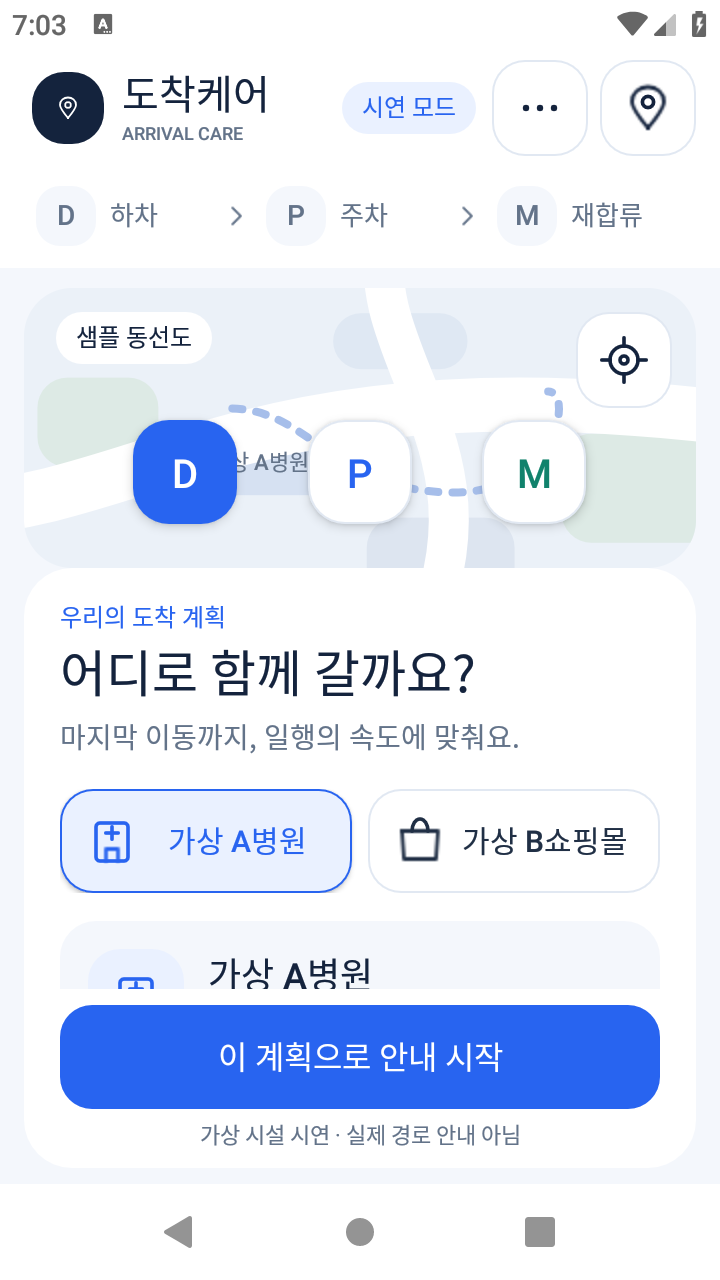 7:03
A
도착케어
ARRIVAL CARE
시연 모드
D 하차
P 주차
M 재합류
샘플 동선도
D
상 A병원
P
M
우리의 도착 계획
어디로 함께 갈까요?
마지막 이동까지, 일행의 속도에 맞춰요.
가상 A병원
가상 B쇼핑몰
가상 A병원
이 계획으로 안내 시작
가상 시설 시연 · 실제 경로 안내 아님